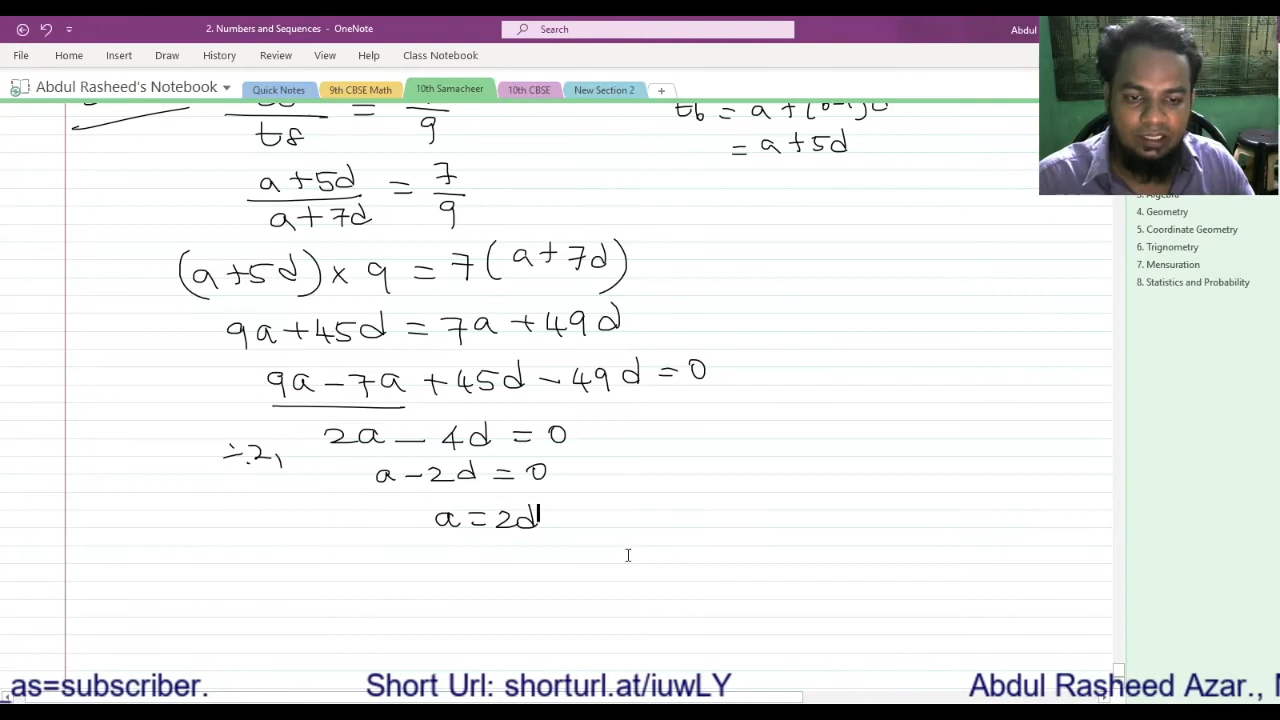 2. Numbers and Sequences - OneNote
Search
Abdul
File Home Insert Draw History Review View Help Class Notebook
Abdul Rasheed's Notebook
Quick Notes 9th CBSE Math 10th Samacheer 10th CBSE New Section 2 +
t8 = 9
= a+5d
(a+5d)/(a+7d) = 7/9
(a+5d) × 9 = 7(a+7d)
9a+45d = 7a+49d
9a-7a+45d-49d = 0
2a-4d = 0
÷2,
a-2d = 0
a = 2d
4. Geometry
5. Coordinate Geometry
6. Trignometry
7. Mensuration
8. Statistics and Probability
as=subscriber. Short Url: shorturl.at/iuwLY Abdul Rasheed Azar.,